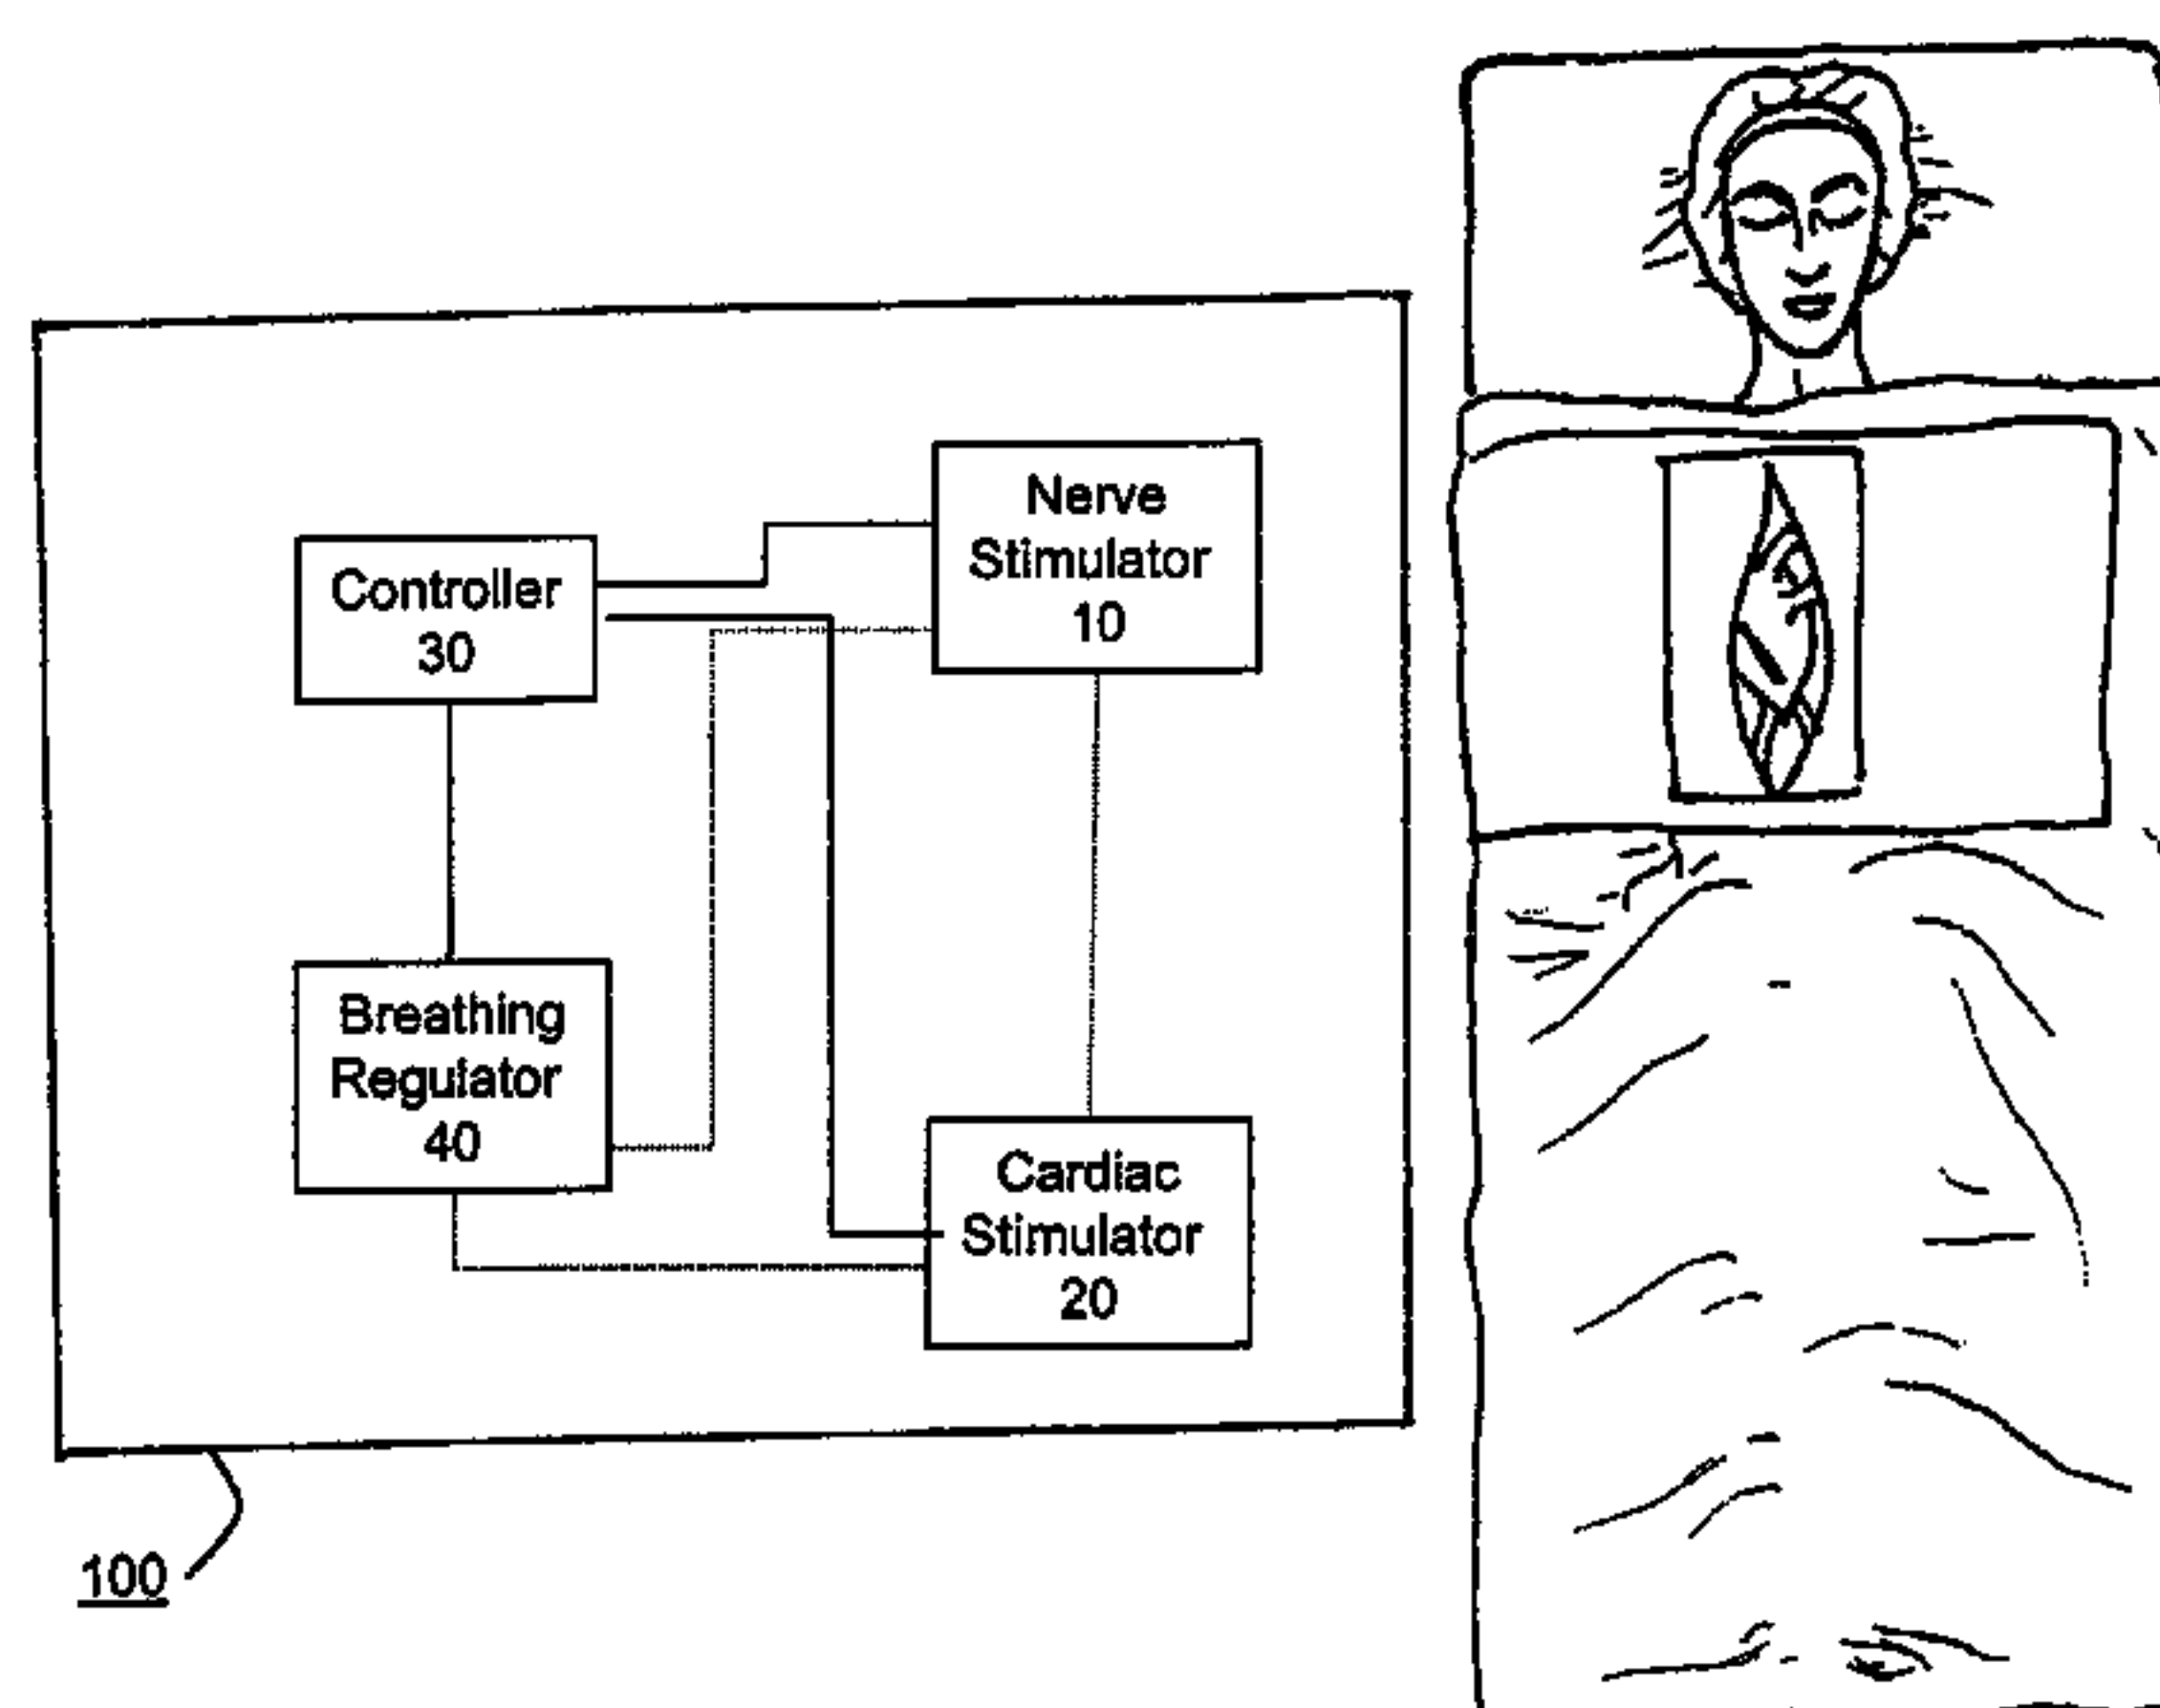 Nerve
Stimulator
10
Controller
30
Breathing
Regulator
40
Cardiac
Stimulator
20
100